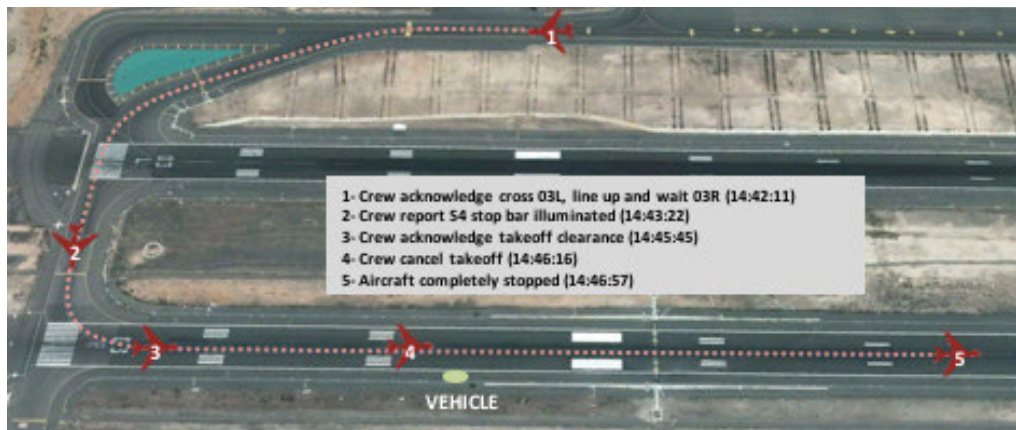 1
1- Crew acknowledge cross 03L, line up and wait 03R (14:42:11)
2- Crew report S4 stop bar illuminated (14:43:22)
3- Crew acknowledge takeoff clearance (14:45:45)
4- Crew cancel takeoff (14:46:16)
5- Aircraft completely stopped (14:46:57)
2
3
4
5
VEHICLE